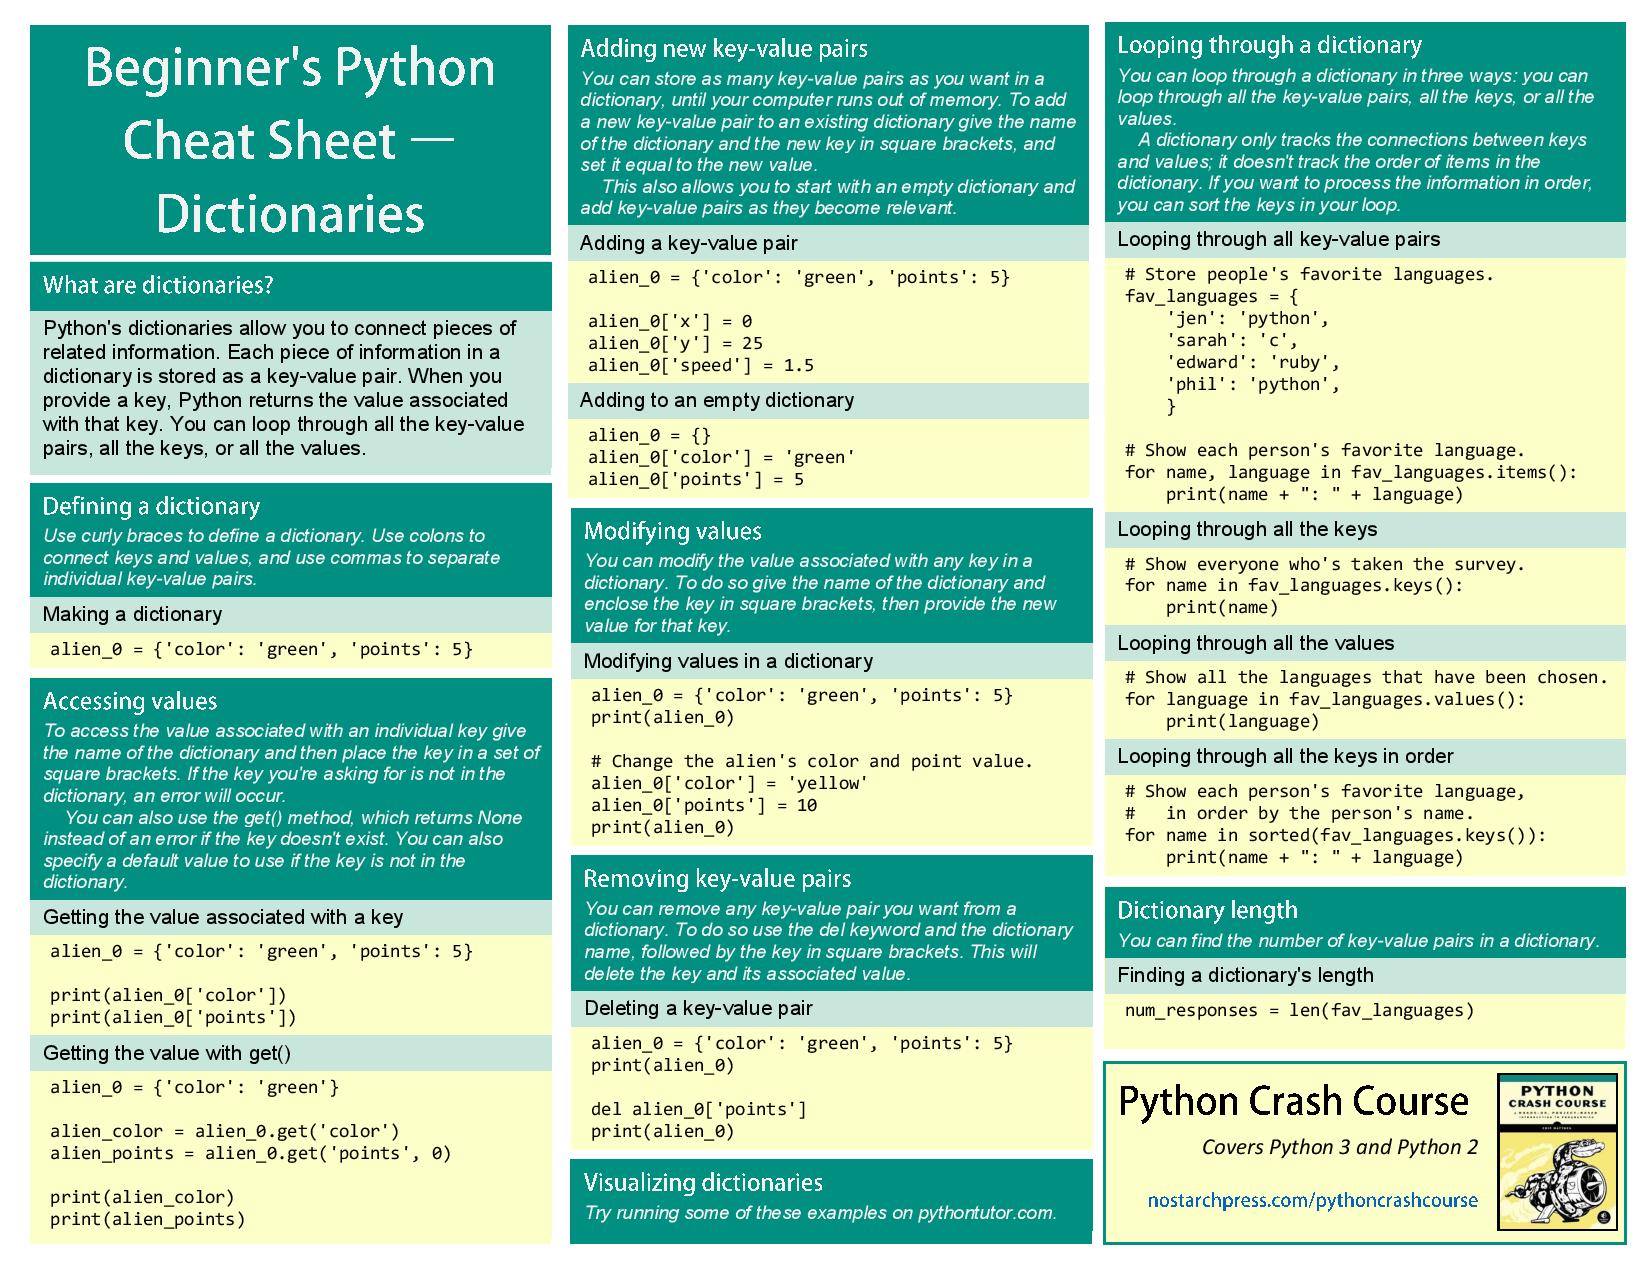 Beginner's Python
Cheat Sheet —
Dictionaries
What are dictionaries?
Python's dictionaries allow you to connect pieces of
related information. Each piece of information in a
dictionary is stored as a key-value pair. When you
provide a key, Python returns the value associated
with that key. You can loop through all the key-value
pairs, all the keys, or all the values.
Defining a dictionary
Use curly braces to define a dictionary. Use colons to
connect keys and values, and use commas to separate
individual key-value pairs.
Making a dictionary
alien_0 = {'color': 'green', 'points': 5}
Accessing values
To access the value associated with an individual key give
the name of the dictionary and then place the key in a set of
square brackets. If the key you're asking for is not in the
dictionary, an error will occur.
You can also use the get() method, which returns None
instead of an error if the key doesn't exist. You can also
specify a default value to use if the key is not in the
dictionary.
Getting the value associated with a key
alien_0 = {'color': 'green', 'points': 5}
print(alien_0['color'])
print(alien_0['points'])
Getting the value with get()
alien_0 = {'color': 'green'}
alien_color = alien_0.get('color')
alien_points = alien_0.get('points', 0)
print(alien_color)
print(alien_points)
Adding new key-value pairs
You can store as many key-value pairs as you want in a
dictionary, until your computer runs out of memory. To add
a new key-value pair to an existing dictionary give the name
of the dictionary and the new key in square brackets, and
set it equal to the new value.
This also allows you to start with an empty dictionary and
add key-value pairs as they become relevant.
Adding a key-value pair
alien_0 = {'color': 'green', 'points': 5}
alien_0['x'] = 0
alien_0['y'] = 25
alien_0['speed'] = 1.5
Adding to an empty dictionary
alien_0 = {}
alien_0['color'] = 'green'
alien_0['points'] = 5
Modifying values
You can modify the value associated with any key in a
dictionary. To do so give the name of the dictionary and
enclose the key in square brackets, then provide the new
value for that key.
Modifying values in a dictionary
alien_0 = {'color': 'green', 'points': 5}
print(alien_0)
# Change the alien's color and point value.
alien_0['color'] = 'yellow'
alien_0['points'] = 10
print(alien_0)
Removing key-value pairs
You can remove any key-value pair you want from a
dictionary. To do so use the del keyword and the dictionary
name, followed by the key in square brackets. This will
delete the key and its associated value.
Deleting a key-value pair
alien_0 = {'color': 'green', 'points': 5}
print(alien_0)
del alien_0['points']
print(alien_0)
Visualizing dictionaries
Try running some of these examples on pythontutor.com.
Looping through a dictionary
You can loop through a dictionary in three ways: you can
loop through all the key-value pairs, all the keys, or all the
values.
A dictionary only tracks the connections between keys
and values; it doesn't track the order of items in the
dictionary. If you want to process the information in order,
you can sort the keys in your loop.
Looping through all key-value pairs
# Store people's favorite languages.
fav_languages = {
'jen': 'python',
'sarah': 'c',
'edward': 'ruby',
'phil': 'python',
}
# Show each person's favorite language.
for name, language in fav_languages.items():
print(name + ": " + language)
Looping through all the keys
# Show everyone who's taken the survey.
for name in fav_languages.keys():
print(name)
Looping through all the values
# Show all the languages that have been chosen.
for language in fav_languages.values():
print(language)
Looping through all the keys in order
# Show each person's favorite language,
#   in order by the person's name.
for name in sorted(fav_languages.keys()):
print(name + ": " + language)
Dictionary length
You can find the number of key-value pairs in a dictionary.
Finding a dictionary's length
num_responses = len(fav_languages)
Python Crash Course
Covers Python 3 and Python 2
nostarchpress.com/pythoncrashcourse
PYTHON
CRASH COURSE